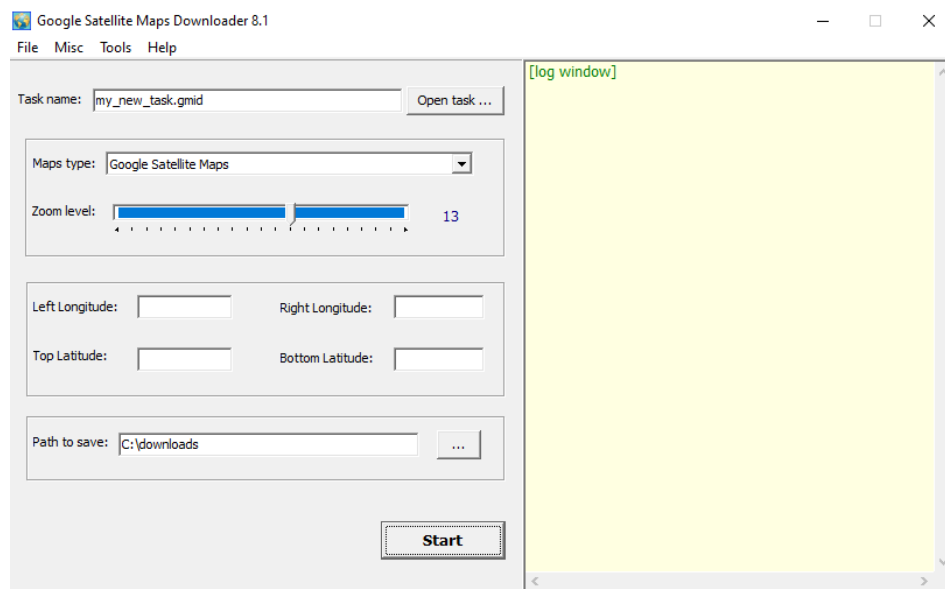 Google Satellite Maps Downloader 8.1
File Misc Tools Help
Task name: my_new_task.gmid Open task ...
[log window]
Maps type: Google Satellite Maps
Zoom level: 13
Left Longitude: Right Longitude:
Top Latitude: Bottom Latitude:
Path to save: C:\downloads ...
Start